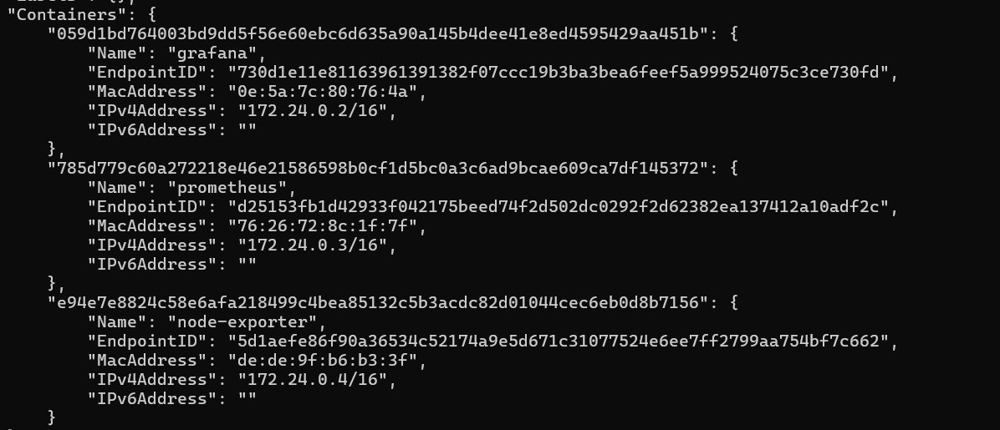 "Containers": {
    "059d1bd764003bd9dd5f56e60ebc6d635a90a145b4dee41e8ed4595429aa451b": {
        "Name": "grafana",
        "EndpointID": "730d1e11e81163961391382f07ccc19b3ba3bea6feef5a999524075c3ce730fd",
        "MacAddress": "0e:5a:7c:80:76:4a",
        "IPv4Address": "172.24.0.2/16",
        "IPv6Address": ""
    },
    "785d779c60a272218e46e21586598b0cf1d5bc0a3c6ad9bcae609ca7df145372": {
        "Name": "prometheus",
        "EndpointID": "d25153fb1d42933f042175beed74f2d502dc0292f2d62382ea137412a10adf2c",
        "MacAddress": "76:26:72:8c:1f:7f",
        "IPv4Address": "172.24.0.3/16",
        "IPv6Address": ""
    },
    "e94e7e8824c58e6afa218499c4bea85132c5b3acdc82d01044cec6eb0d8b7156": {
        "Name": "node-exporter",
        "EndpointID": "5d1aefe86f90a36534c52174a9e5d671c31077524e6ee7ff2799aa754bf7c662",
        "MacAddress": "de:de:9f:b6:b3:3f",
        "IPv4Address": "172.24.0.4/16",
        "IPv6Address": ""
    }